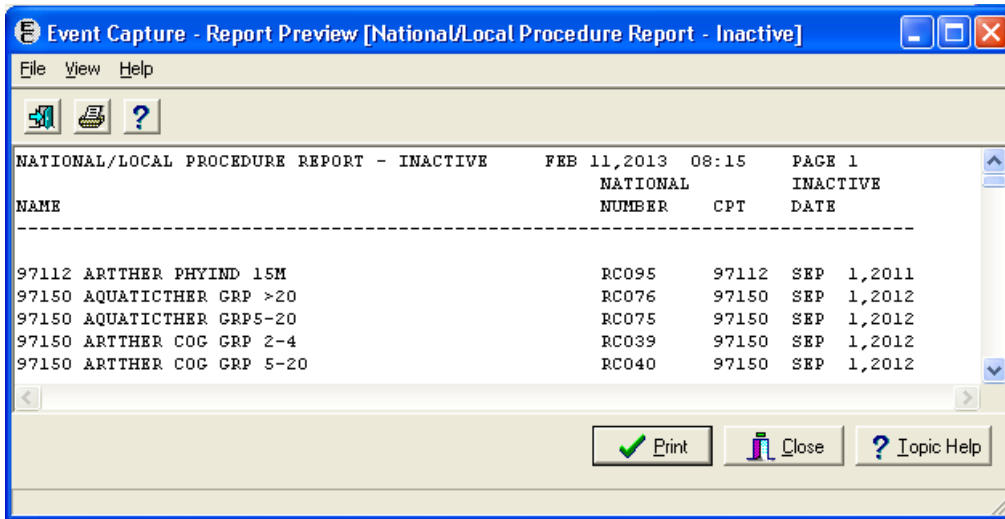 Event Capture - Report Preview [National/Local Procedure Report - Inactive]
File View Help
NATIONAL/LOCAL PROCEDURE REPORT - INACTIVE FEB 11,2013 08:15 PAGE 1
NATIONAL INACTIVE
NAME NUMBER CPT DATE
--------------------------------------------------------------------------------
97112 ARTTHER PHYIND 15M RC095 97112 SEP 1,2011
97150 AQUATICTHER GRP >20 RC076 97150 SEP 1,2012
97150 AQUATICTHER GRP5-20 RC075 97150 SEP 1,2012
97150 ARTTHER COG GRP 2-4 RC039 97150 SEP 1,2012
97150 ARTTHER COG GRP 5-20 RC040 97150 SEP 1,2012
Print Close ? Topic Help